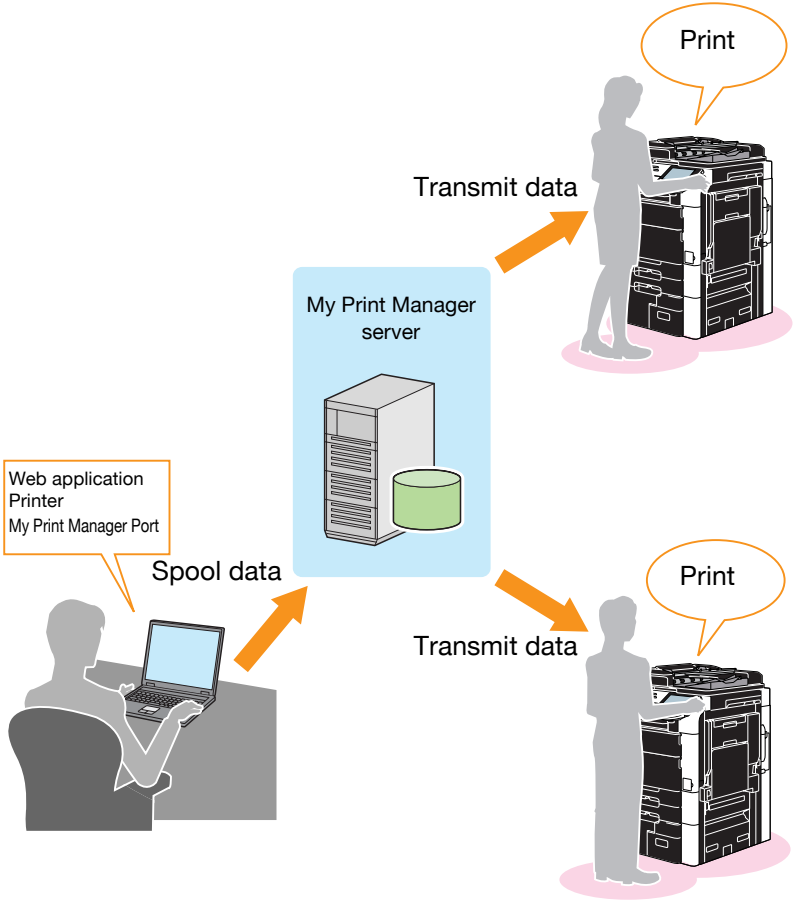 Print
Transmit data
My Print Manager
server
Web application
Printer
My Print Manager Port
Spool data
Print
Transmit data